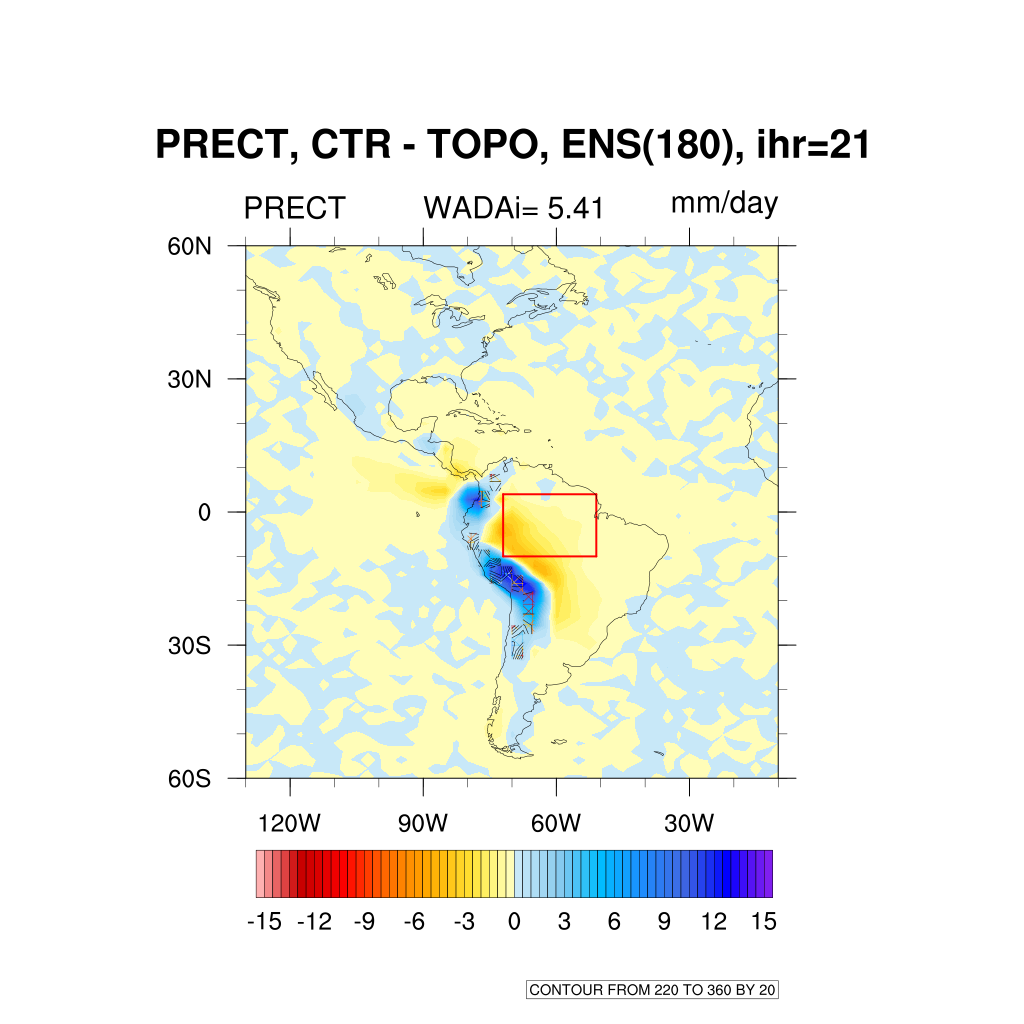 PRECT, CTR - TOPO, ENS(180), ihr=21
PRECT WADAi= 5.41 mm/day
60N
30N
0
30S
60S
120W 90W 60W 30W
-15 -12 -9 -6 -3 0 3 6 9 12 15
CONTOUR FROM 220 TO 360 BY 20